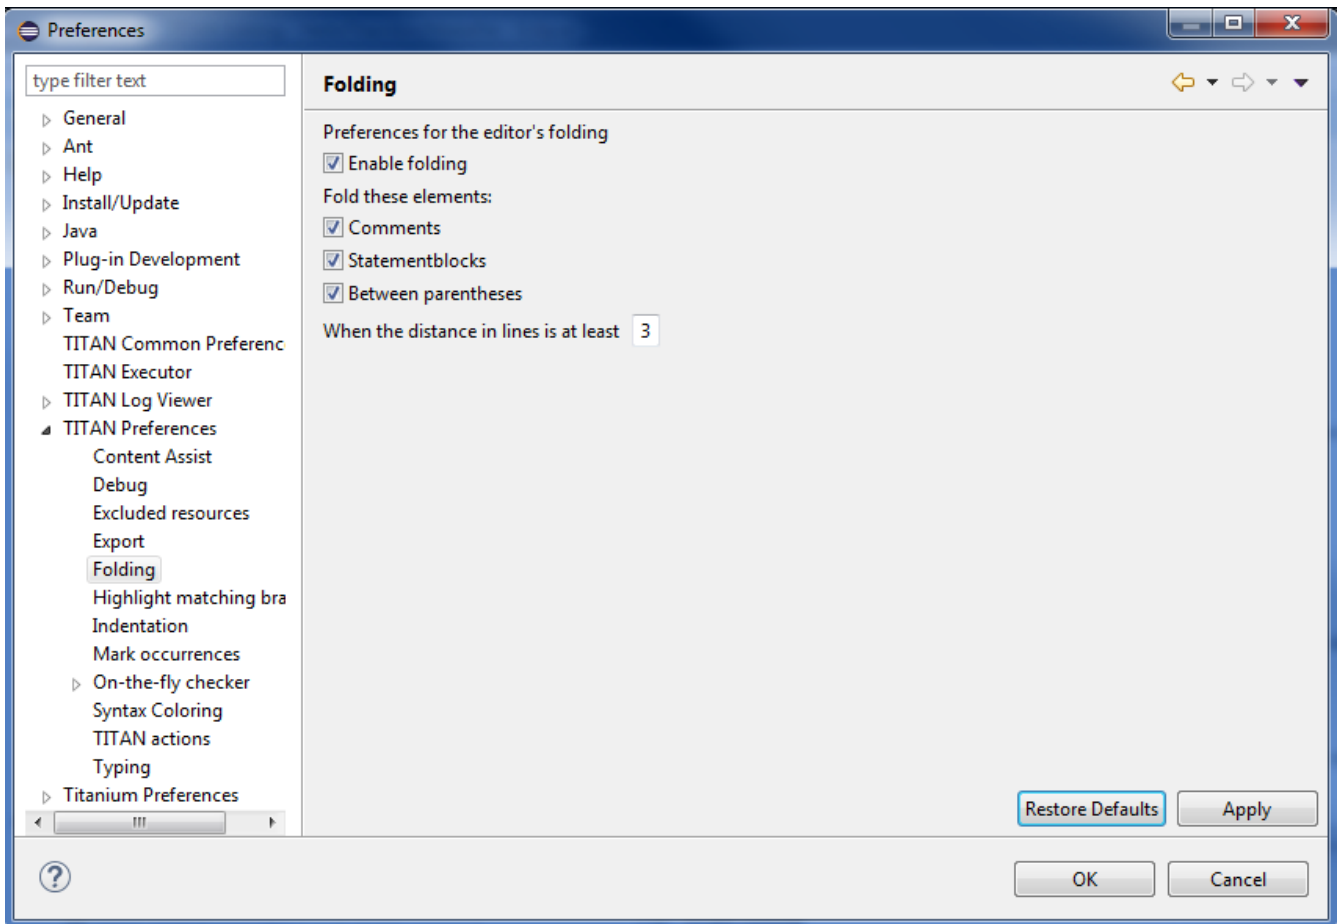 Preferences
type filter text
General
Ant
Help
Install/Update
Java
Plug-in Development
Run/Debug
Team
TITAN Common Preferenc
TITAN Executor
TITAN Log Viewer
TITAN Preferences
Content Assist
Debug
Excluded resources
Export
Folding
Highlight matching bra
Indentation
Mark occurrences
On-the-fly checker
Syntax Coloring
TITAN actions
Typing
Titanium Preferences
Folding
Preferences for the editor's folding
Enable folding
Fold these elements:
Comments
Statementblocks
Between parentheses
When the distance in lines is at least 3
Restore Defaults Apply
OK Cancel